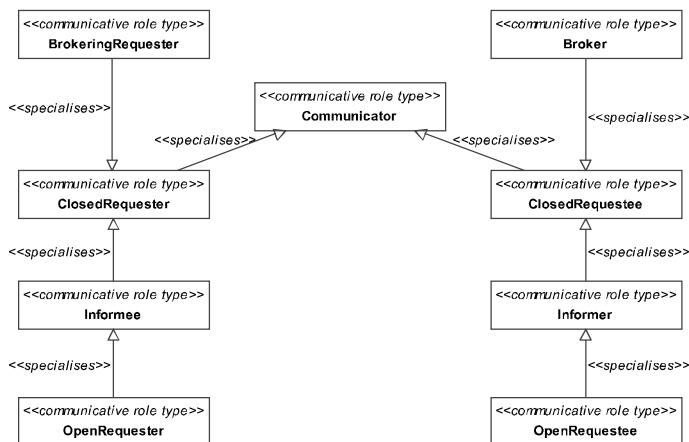 <<communicative role type>>
BrokeringRequester
<<communicative role type>>
Broker
<<communicative role type>>
Communicator
<<specialises>>
<<specialises>>
<<specialises>>
<<specialises>>
<<communicative role type>>
ClosedRequester
<<communicative role type>>
ClosedRequestee
<<specialises>>
<<specialises>>
<<communicative role type>>
Informee
<<communicative role type>>
Informer
<<specialises>>
<<specialises>>
<<communicative role type>>
OpenRequester
<<communicative role type>>
OpenRequestee